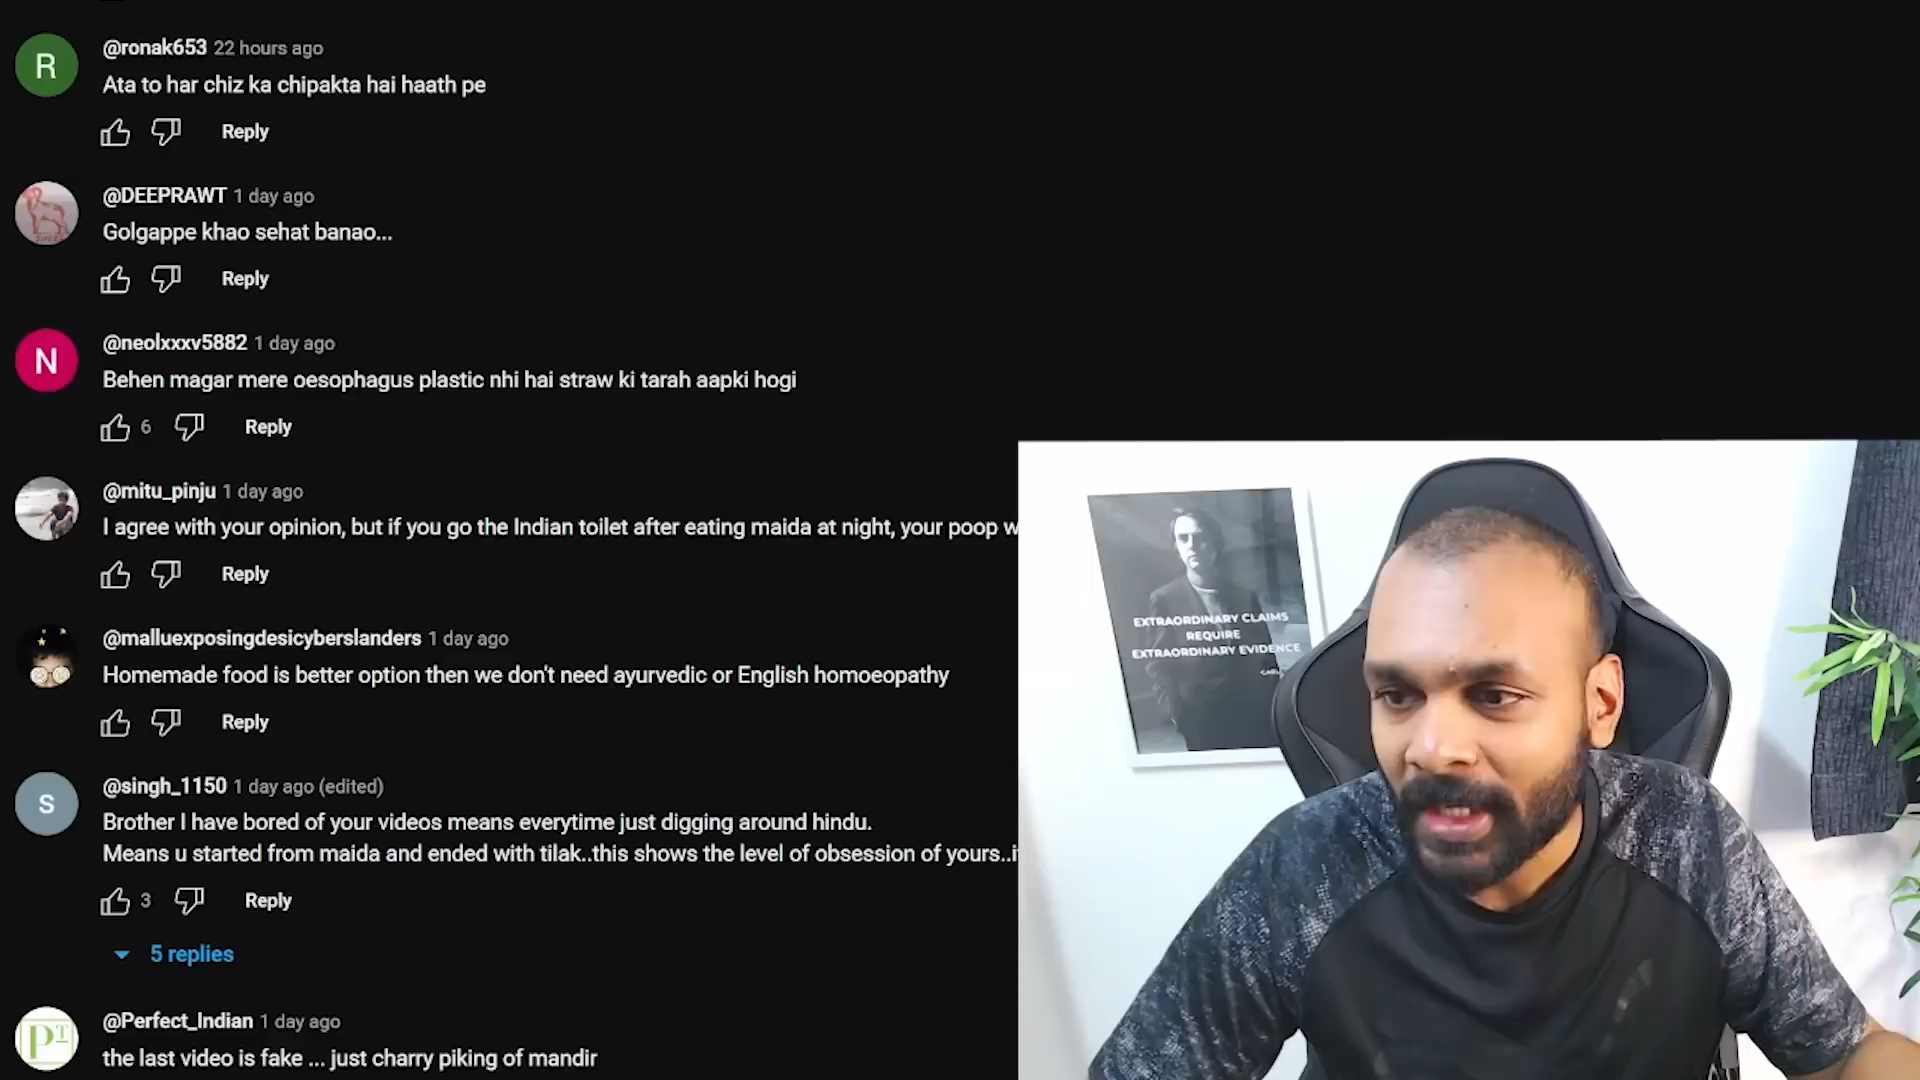 R
@ronak653 22 hours ago
Ata to har chiz ka chipakta hai haath pe
Reply
@DEEPRAWT 1 day ago
Golgappe khao sehat banao...
Reply
N
@neolxxxv5882 1 day ago
Behen magar mere oesophagus plastic nhi hai straw ki tarah aapki hogi
6 Reply
@mitu_pinju 1 day ago
I agree with your opinion, but if you go the Indian toilet after eating maida at night, your poop w
Reply
@malluexposingdesicyberslanders 1 day ago
Homemade food is better option then we don't need ayurvedic or English homoeopathy
Reply
S
@singh_1150 1 day ago (edited)
Brother I have bored of your videos means everytime just digging around hindu.
Means u started from maida and ended with tilak..this shows the level of obsession of yours..i
3 Reply
5 replies
PT
@Perfect_Indian 1 day ago
the last video is fake ... just charry piking of mandir
EXTRAORDINARY CLAIMS
REQUIRE
EXTRAORDINARY EVIDENCE